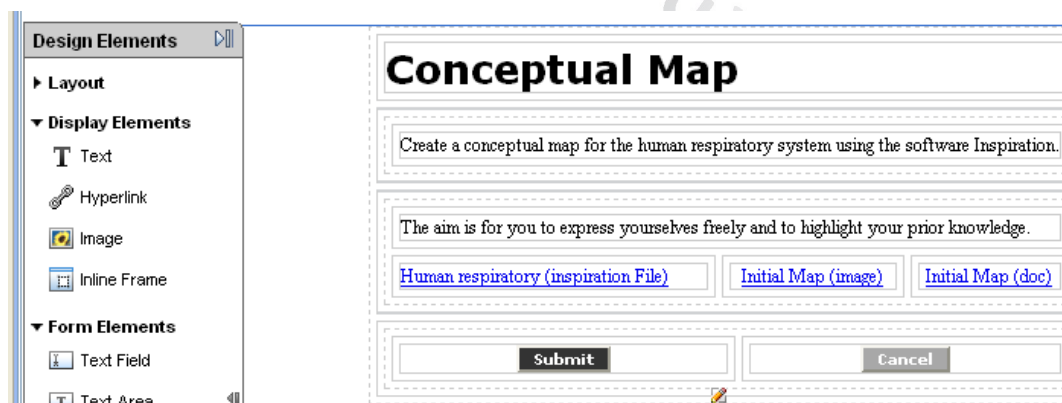 Design Elements
Layout
Display Elements
T Text
Hyperlink
Image
Inline Frame
Form Elements
Text Field
Text Area
Conceptual Map
Create a conceptual map for the human respiratory system using the software Inspiration.
The aim is for you to express yourselves freely and to highlight your prior knowledge.
Human respiratory (inspiration File) Initial Map (image) Initial Map (doc)
Submit Cancel